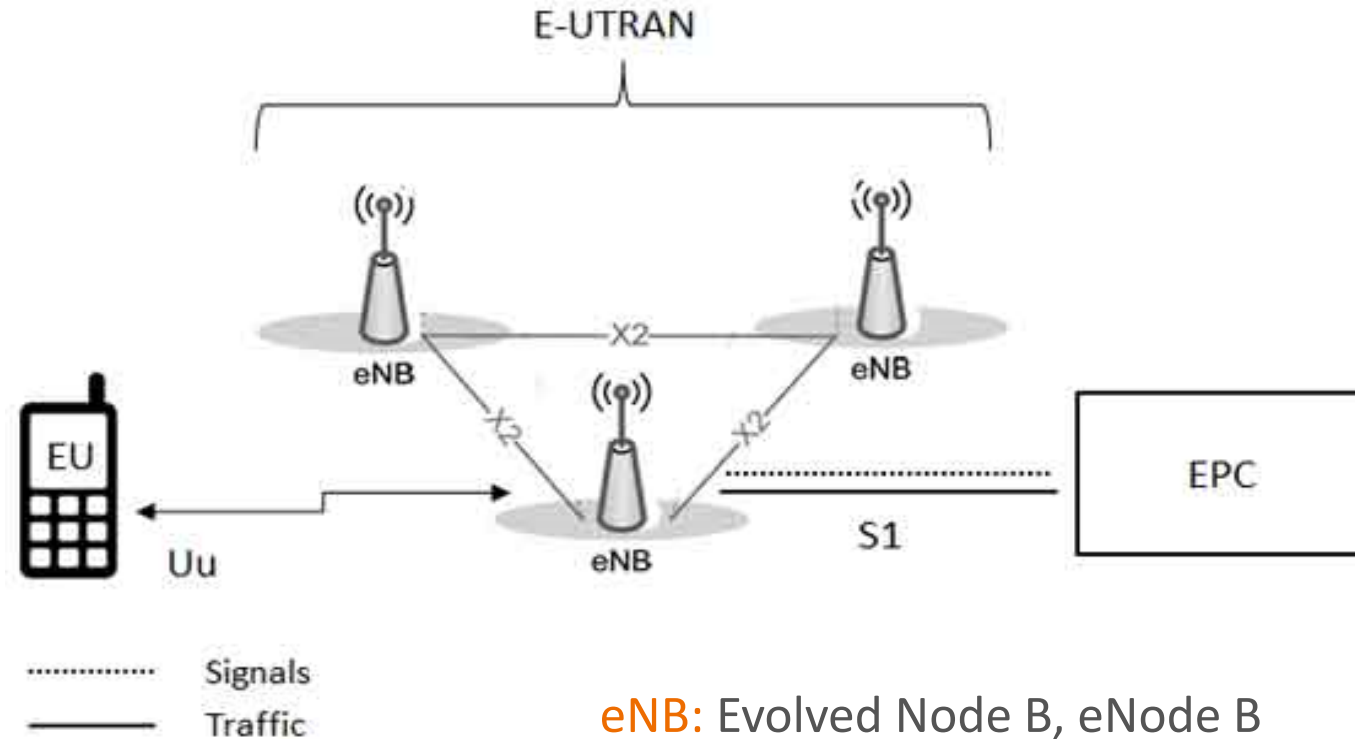 E-UTRAN
X2
eNB
eNB
X2
X2
EU
EPC
Uu
eNB
S1
Signals
Traffic
eNB: Evolved Node B, eNode B